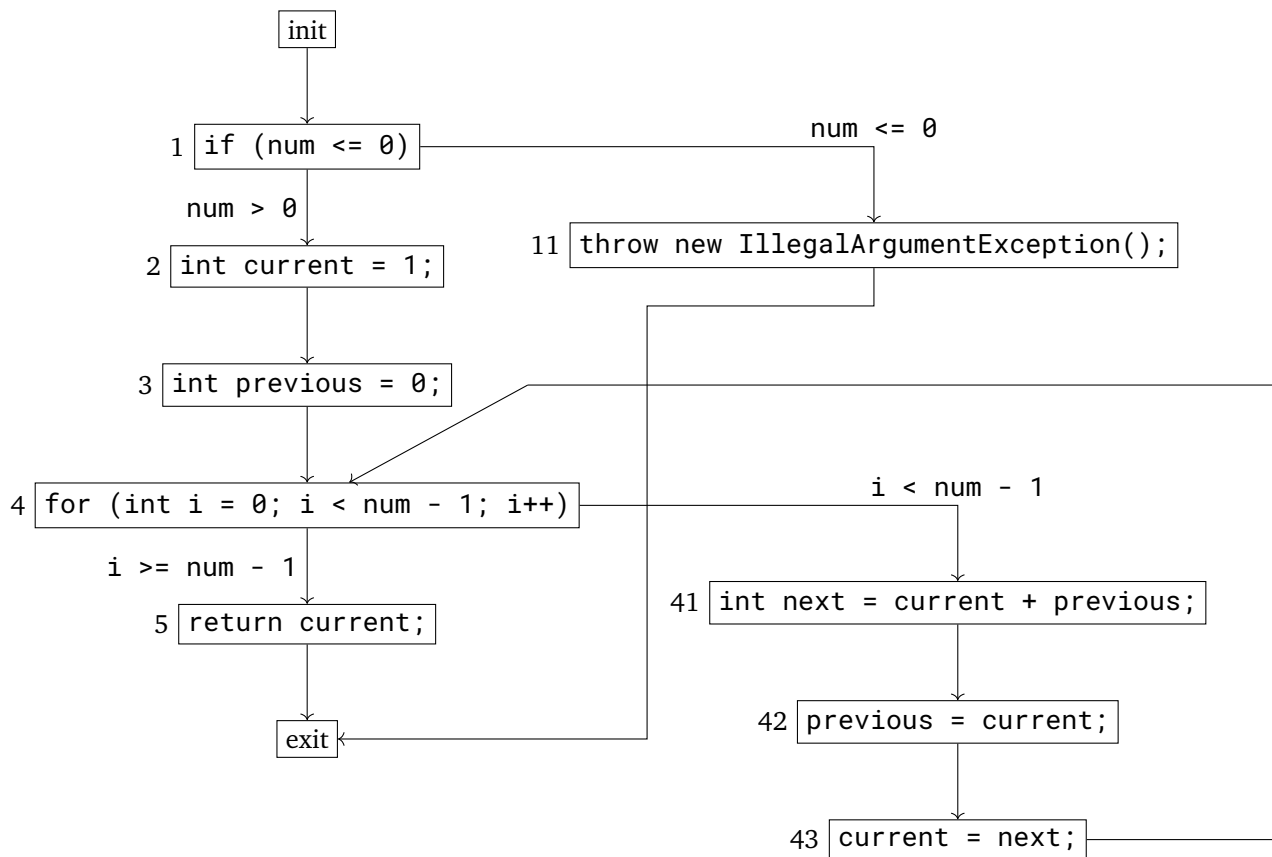 init
1 if (num <= 0)
num <= 0
num > 0
11 throw new IllegalArgumentException();
2 int current = 1;
3 int previous = 0;
4 for (int i = 0; i < num - 1; i++)
i < num - 1
i >= num - 1
41 int next = current + previous;
5 return current;
42 previous = current;
exit
43 current = next;